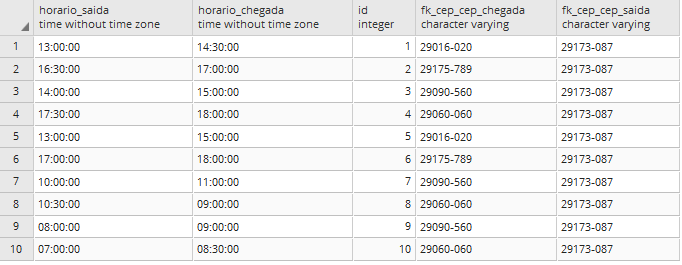 horario_saida horario_chegada id fk_cep_cep_chegada fk_cep_cep_saida
time without time zone time without time zone integer character varying character varying
1 13:00:00 14:30:00 1 29016-020 29173-087
2 16:30:00 17:00:00 2 29175-789 29173-087
3 14:00:00 15:00:00 3 29090-560 29173-087
4 17:30:00 18:00:00 4 29060-060 29173-087
5 13:00:00 15:00:00 5 29016-020 29173-087
6 17:00:00 18:00:00 6 29175-789 29173-087
7 10:00:00 11:00:00 7 29090-560 29173-087
8 10:30:00 09:00:00 8 29060-060 29173-087
9 08:00:00 09:00:00 9 29090-560 29173-087
10 07:00:00 08:30:00 10 29060-060 29173-087